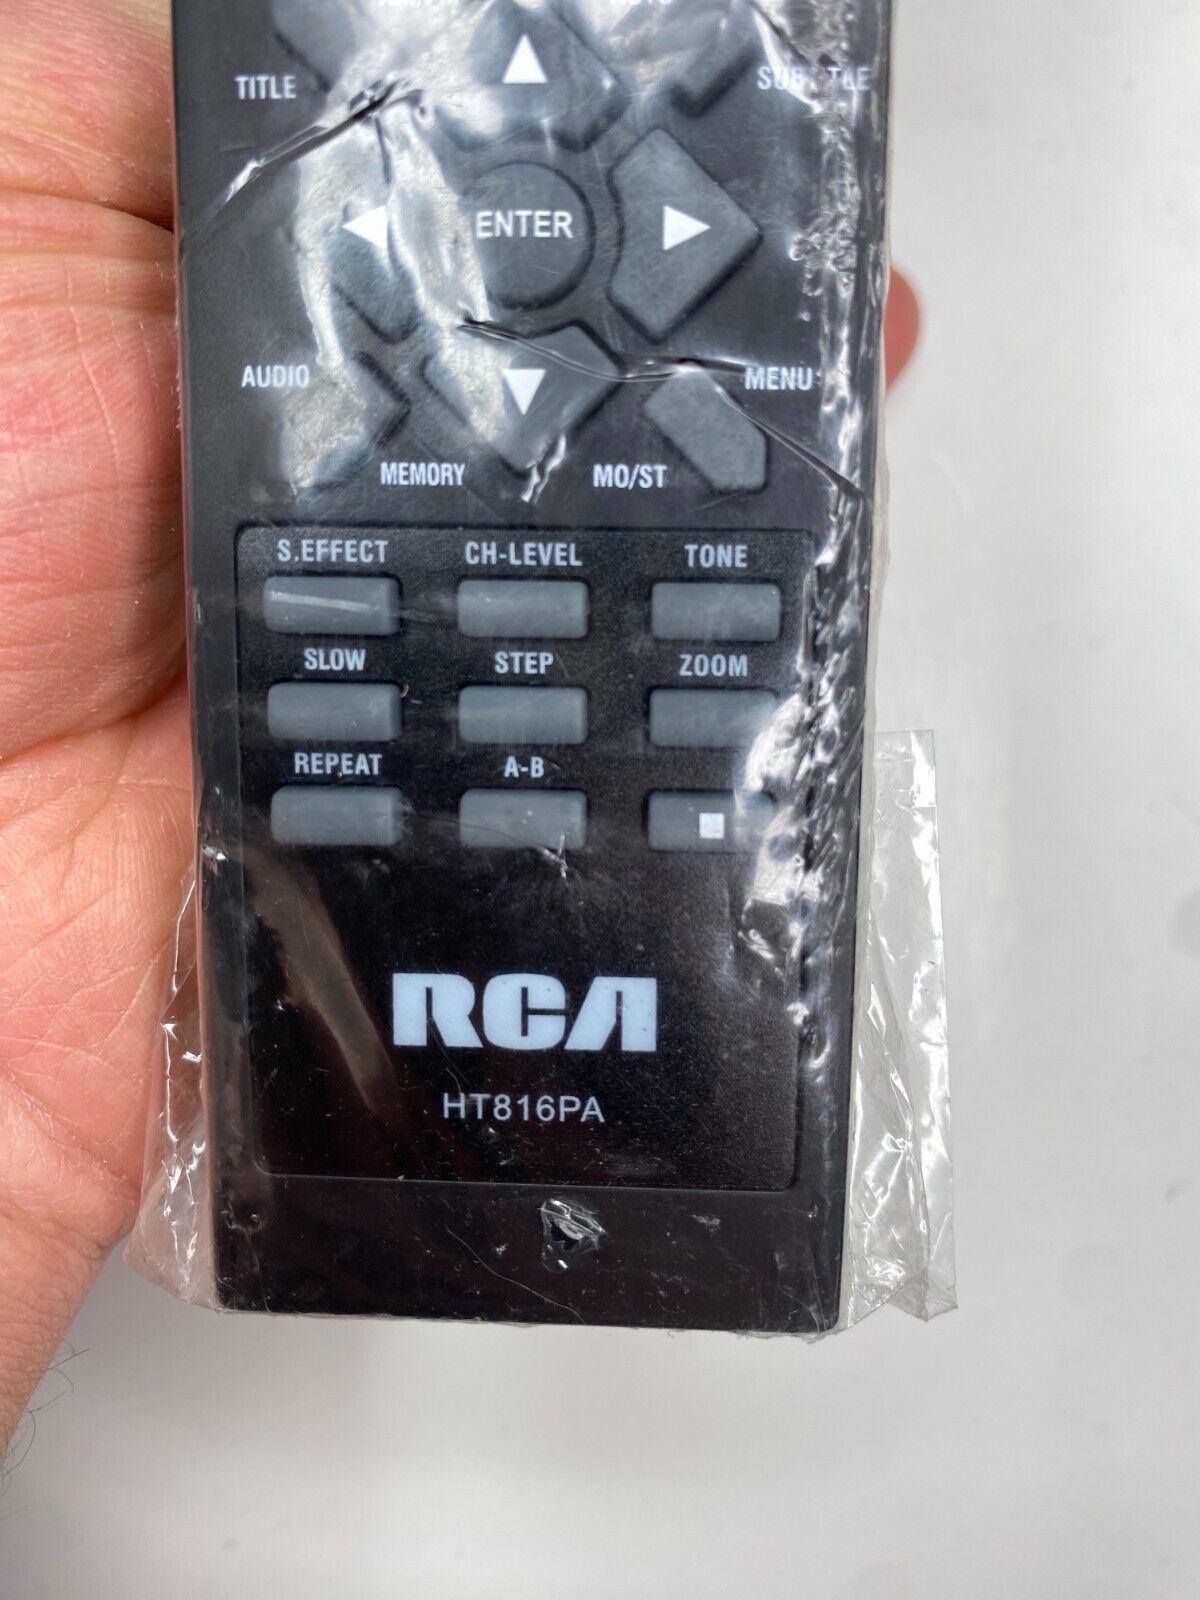 TITLE
SUBTITLE
ENTER
AUDIO
MENU
MEMORY
MO/ST
S.EFFECT
CH-LEVEL
TONE
SLOW
STEP
ZOOM
REPEAT
A-B
RCA
HT816PA